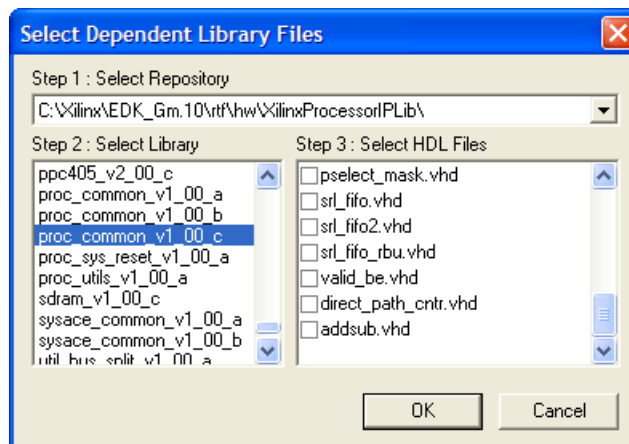 Select Dependent Library Files
Step 1 : Select Repository
C:\Xilinx\EDK_Gm.10\rtf\hw\XilinxProcessorIPLib\
Step 2 : Select Library
ppc405_v2_00_c
proc_common_v1_00_a
proc_common_v1_00_b
proc_common_v1_00_c
proc_sys_reset_v1_00_a
proc_utils_v1_00_a
sdram_v1_00_c
sysace_common_v1_00_a
sysace_common_v1_00_b
util_bus_split_v1_00_a
Step 3 : Select HDL Files
pselect_mask.vhd
srl_fifo.vhd
srl_fifo2.vhd
srl_fifo_rbu.vhd
valid_be.vhd
direct_path_cntr.vhd
addsub.vhd
OK
Cancel